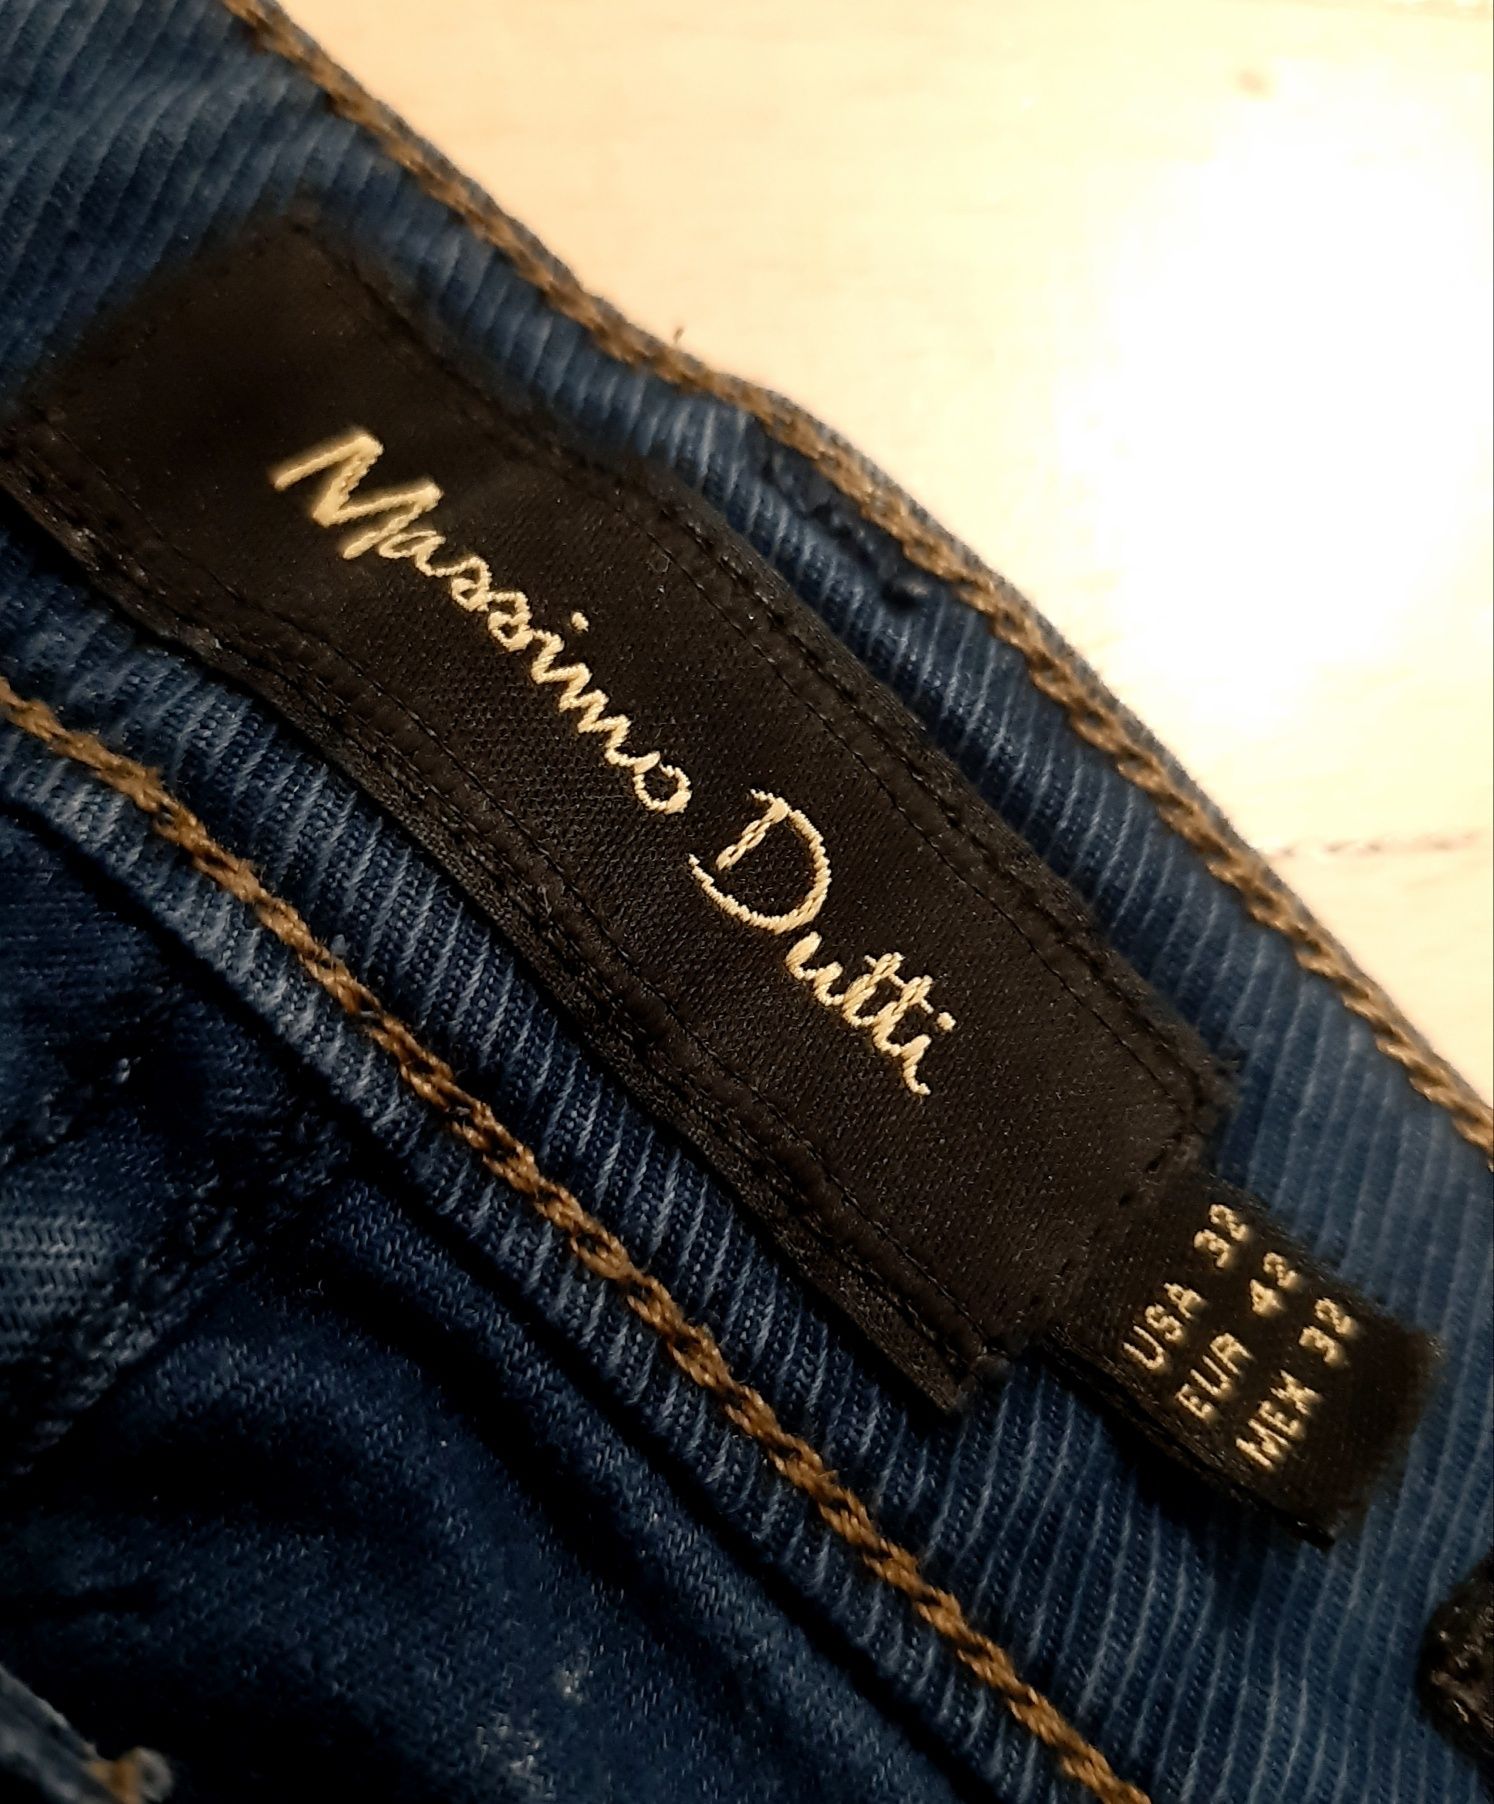 Massimo Dutti
USA 32
EUR 42
MEX 32